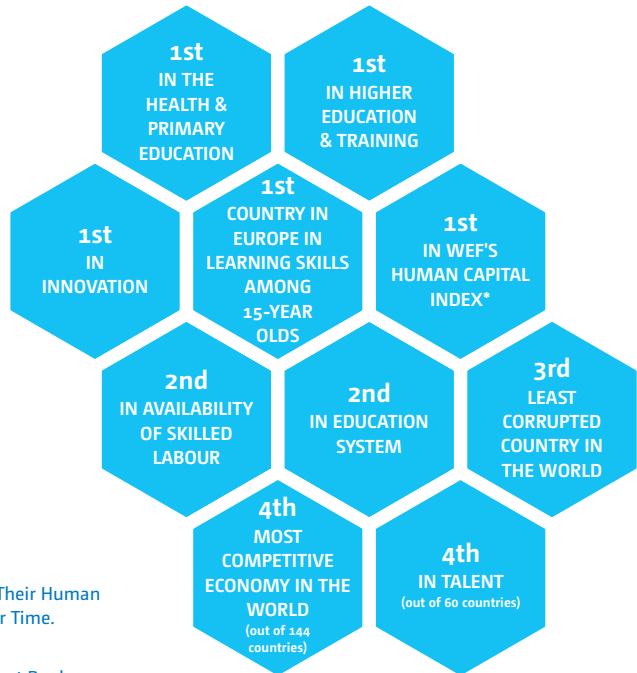 1st
IN THE
HEALTH &
PRIMARY
EDUCATION
1st
IN HIGHER
EDUCATION
& TRAINING
1st
IN
INNOVATION
1st
COUNTRY IN
EUROPE IN
LEARNING SKILLS
AMONG
15-YEAR
OLDS
1st
IN WEF'S
HUMAN CAPITAL
INDEX*
2nd
IN AVAILABILITY
OF SKILLED
LABOUR
2nd
IN EDUCATION
SYSTEM
3rd
LEAST
CORRUPTED
COUNTRY IN
THE WORLD
4th
MOST
COMPETITIVE
ECONOMY IN THE
WORLD
(out of 144
countries)
4th
IN TALENT
(out of 60 countries)
Their Human
r Time.